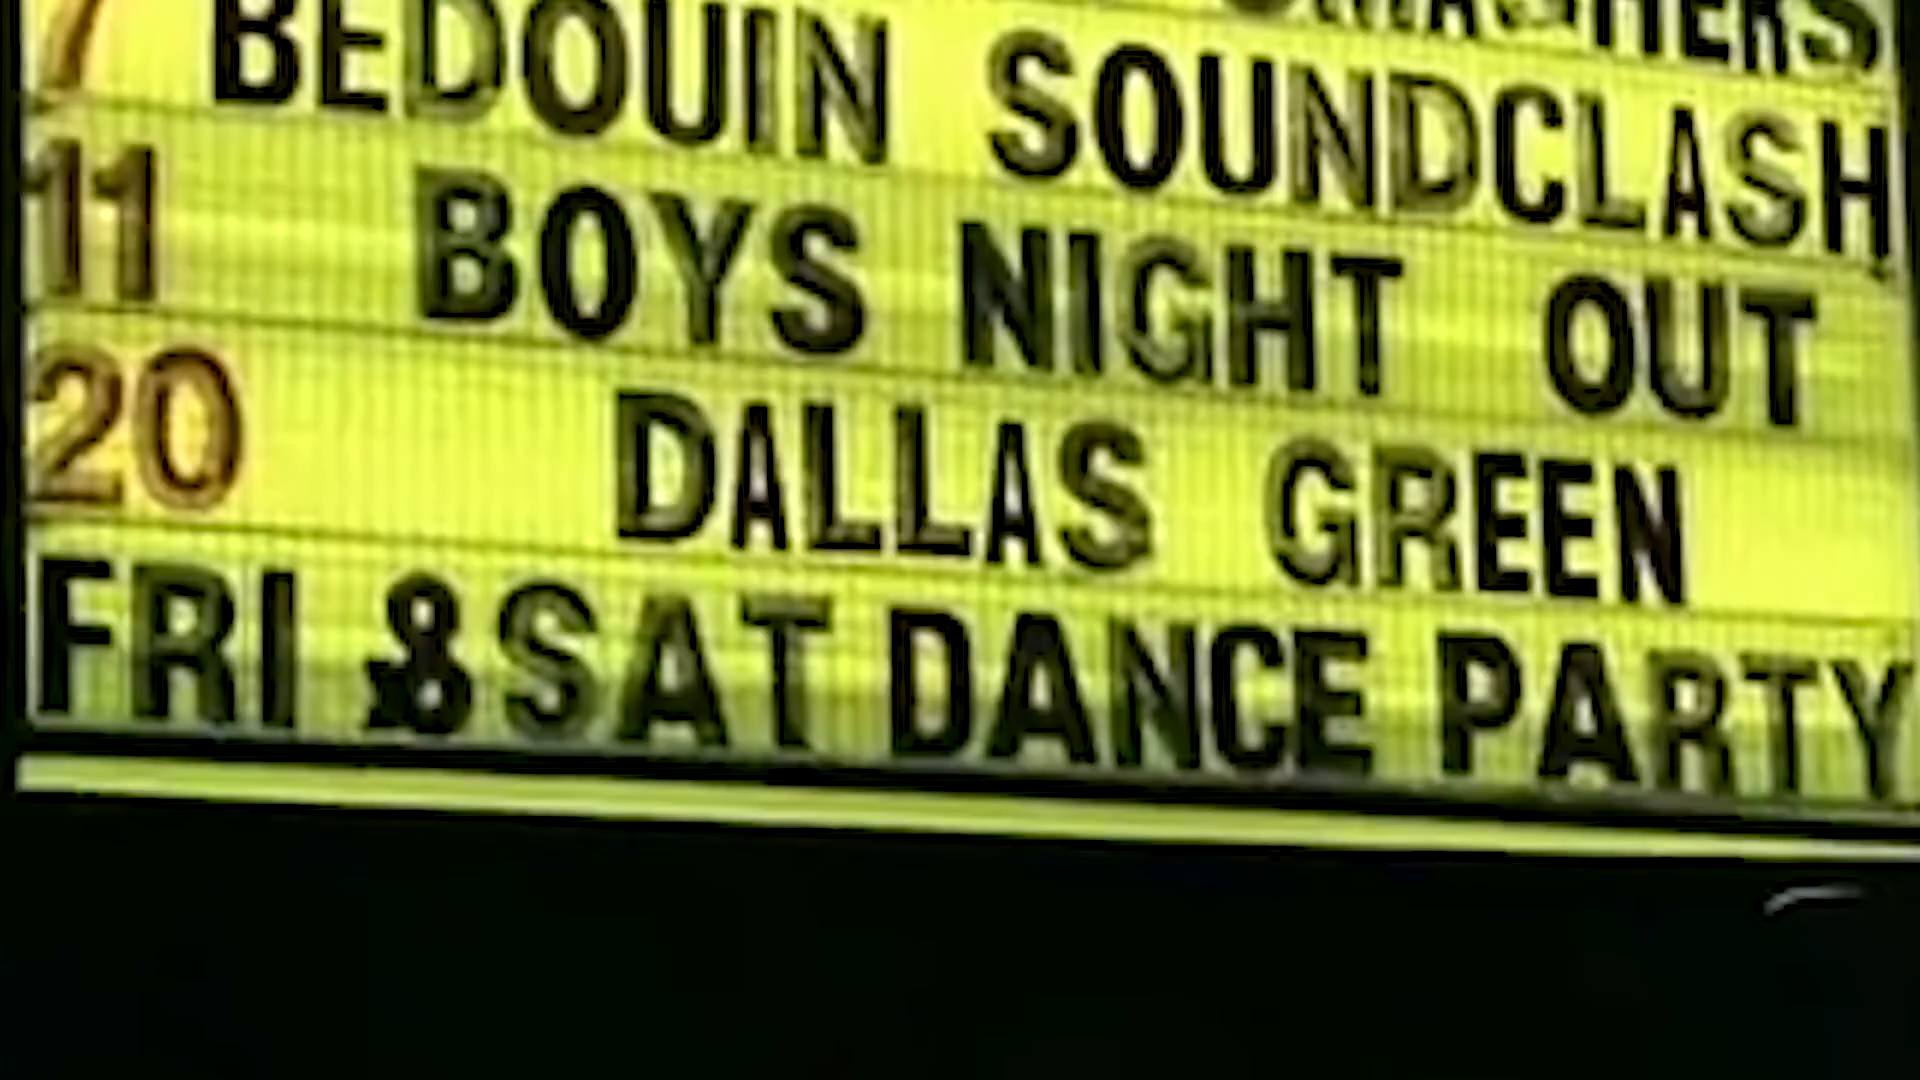 7 BEDOUIN SOUNDCLASH
11 BOYS NIGHT OUT
20 DALLAS GREEN
FRI & SAT DANCE PARTY